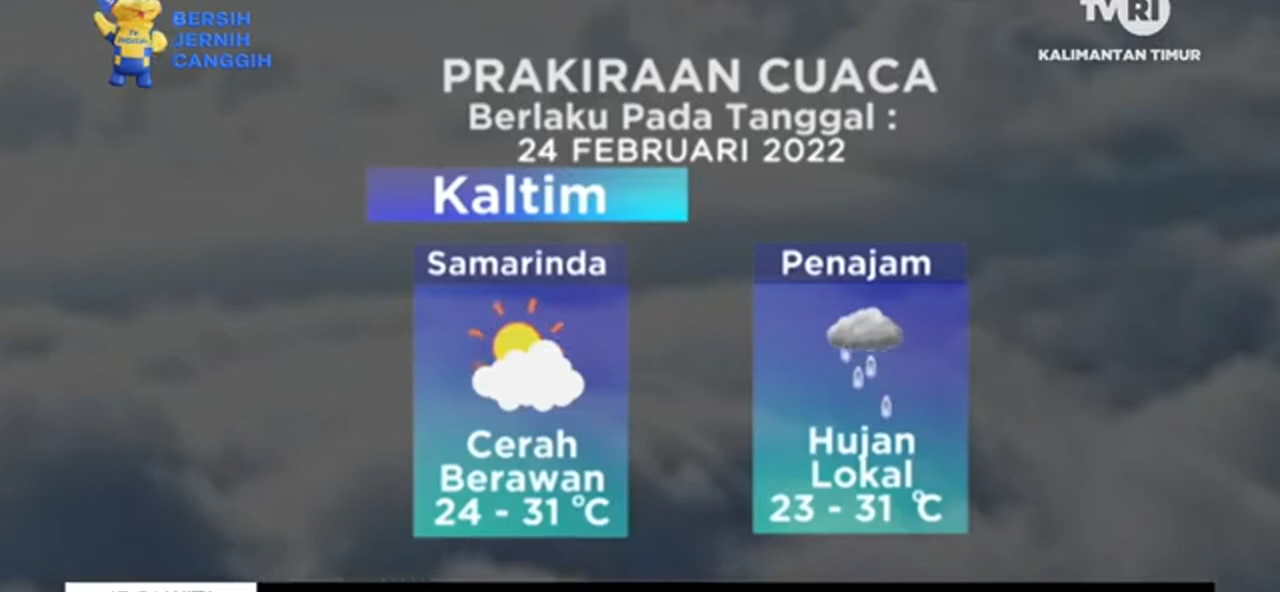 BERSIH
JERNIH
CANGGIH
TVRI
KALIMANTAN TIMUR
PRAKIRAAN CUACA
Berlaku Pada Tanggal :
24 FEBRUARI 2022
Kaltim
Samarinda
Cerah
Berawan
24 - 31 °C
Penajam
Hujan
Lokal
23 - 31 °C